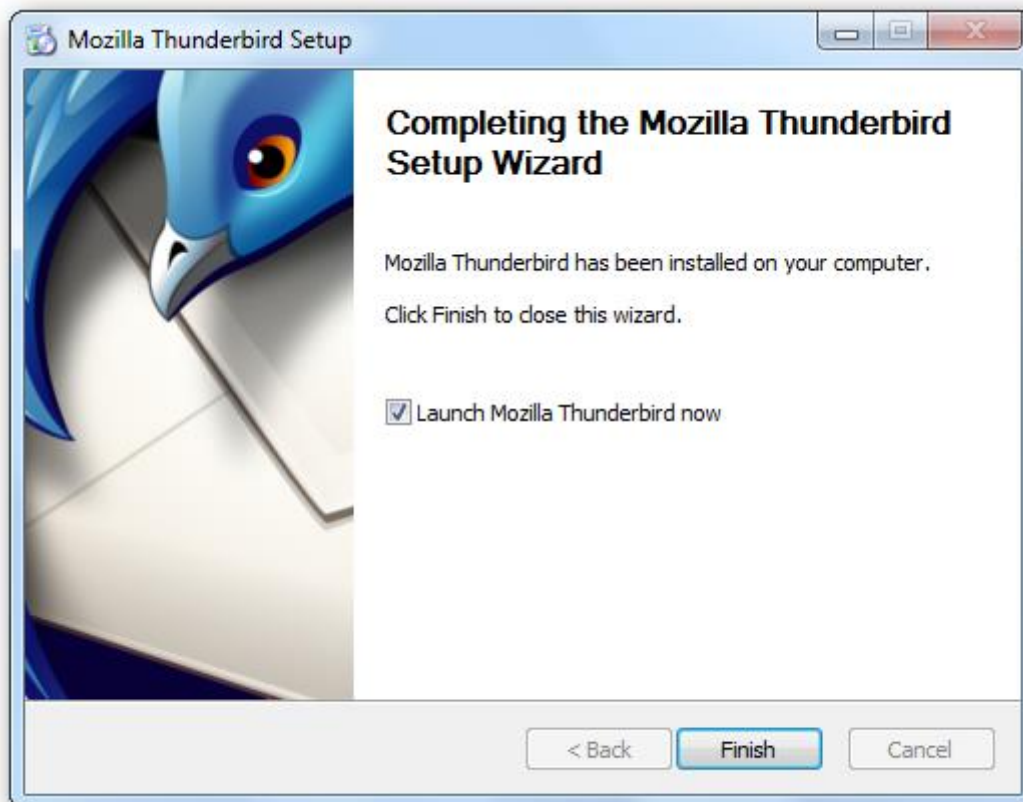 Mozilla Thunderbird Setup
Completing the Mozilla Thunderbird
Setup Wizard
Mozilla Thunderbird has been installed on your computer.
Click Finish to close this wizard.
Launch Mozilla Thunderbird now
< Back Finish Cancel